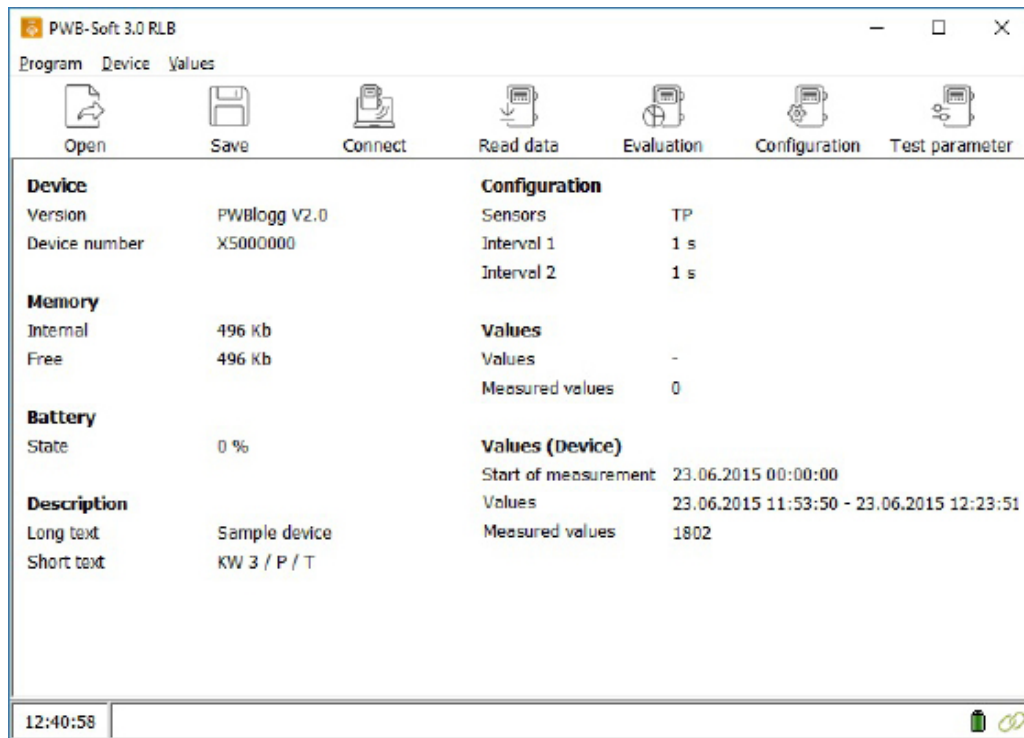 PWB-Soft 3.0 RLB
Program Device Values
Open Save Connect Read data Evaluation Configuration Test parameter
Device
Version PWBlogg V2.0
Device number X5000000
Memory
Internal 496 Kb
Free 496 Kb
Battery
State 0 %
Description
Long text Sample device
Short text KW 3 / P / T
Configuration
Sensors TP
Interval 1 1 s
Interval 2 1 s
Values
Values -
Measured values 0
Values (Device)
Start of measurement 23.06.2015 00:00:00
Values 23.06.2015 11:53:50 - 23.06.2015 12:23:51
Measured values 1802
12:40:58